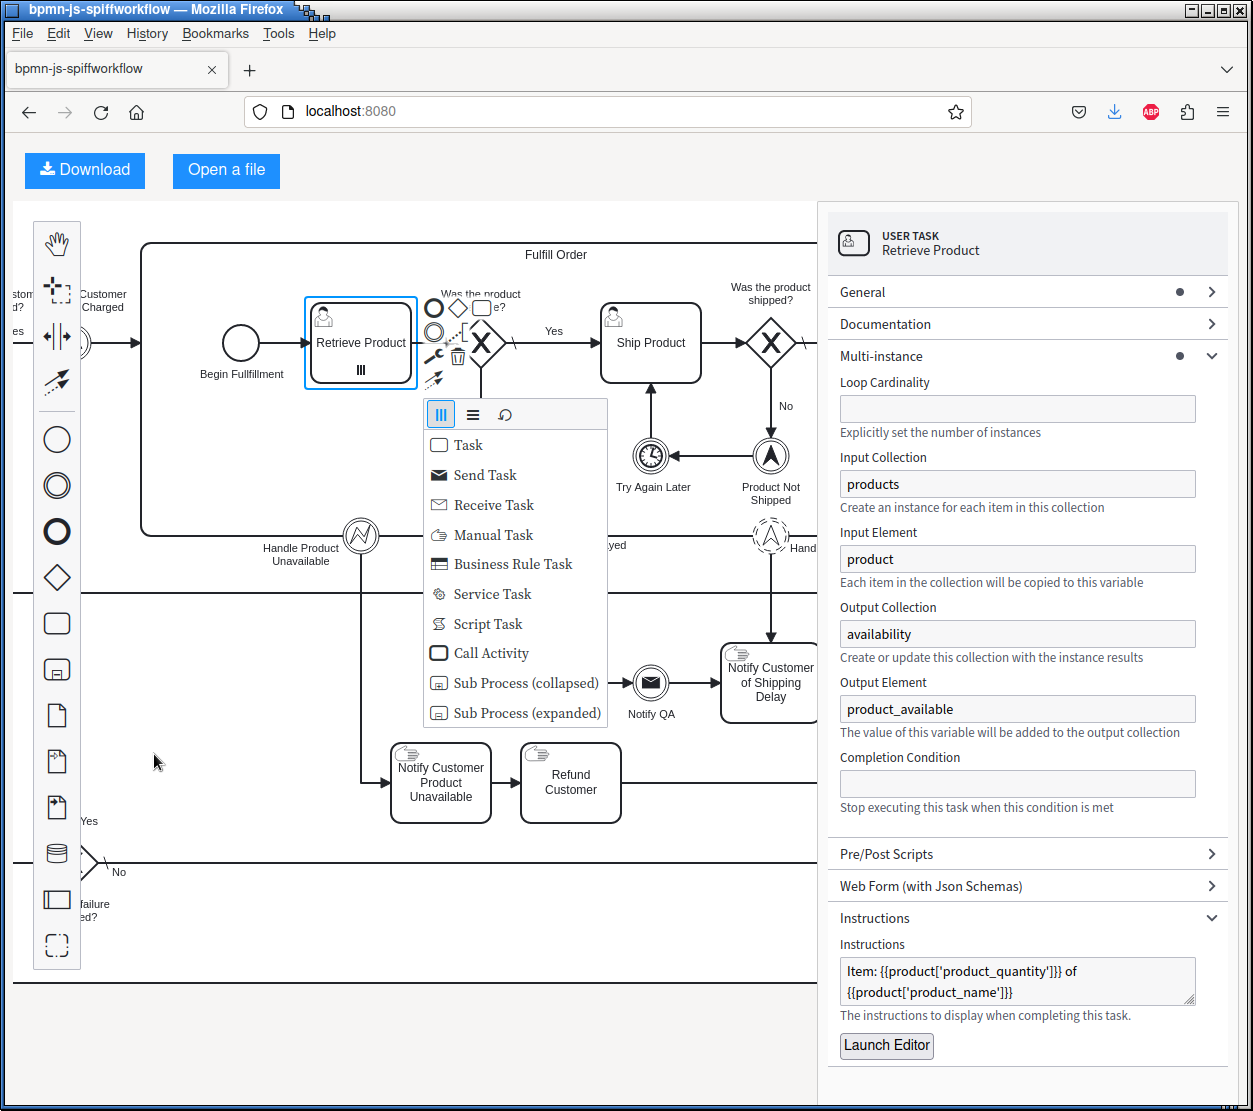 bpmn-js-spiffworkflow — Mozilla Firefox
File Edit View History Bookmarks Tools Help
bpmn-js-spiffworkflow
localhost:8080
ABP
Download
Open a file
Fulfill Order
Customer
Charged
stom
d?
es
Begin Fullfillment
Retrieve Product
Was the product
e?
Yes
Ship Product
Was the product
shipped?
No
Try Again Later
Product Not
Shipped
Handle Product
Unavailable
yed
Hand
Task
Send Task
Receive Task
Manual Task
Business Rule Task
Service Task
Script Task
Call Activity
Sub Process (collapsed)
Sub Process (expanded)
Notify QA
Notify Customer
of Shipping
Delay
Notify Customer
Product
Unavailable
Refund
Customer
Yes
No
failure
ed?
USER TASK
Retrieve Product
General
Documentation
Multi-instance
Loop Cardinality
Explicitly set the number of instances
Input Collection
products
Create an instance for each item in this collection
Input Element
product
Each item in the collection will be copied to this variable
Output Collection
availability
Create or update this collection with the instance results
Output Element
product_available
The value of this variable will be added to the output collection
Completion Condition
Stop executing this task when this condition is met
Pre/Post Scripts
Web Form (with Json Schemas)
Instructions
Instructions
Item: {{product['product_quantity']}} of
{{product['product_name']}}
The instructions to display when completing this task.
Launch Editor